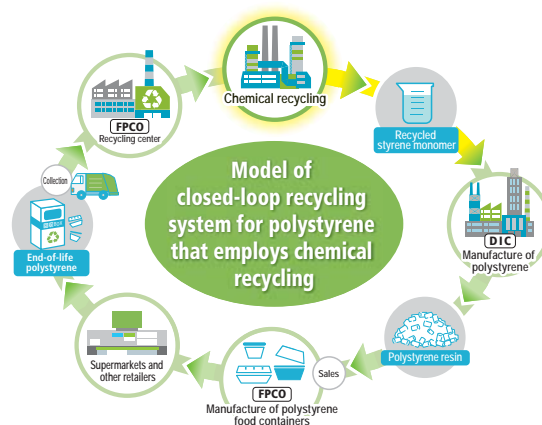 Chemical recycling
Recycled
styrene monomer
DIC
Manufacture of
polystyrene
Polystyrene resin
Sales
FPCO
Manufacture of polystyrene
food containers
Supermarkets and
other retailers
End-of-life
polystyrene
Collection
FPCO
Recycling center
Model of
closed-loop recycling
system for polystyrene
that employs chemical
recycling